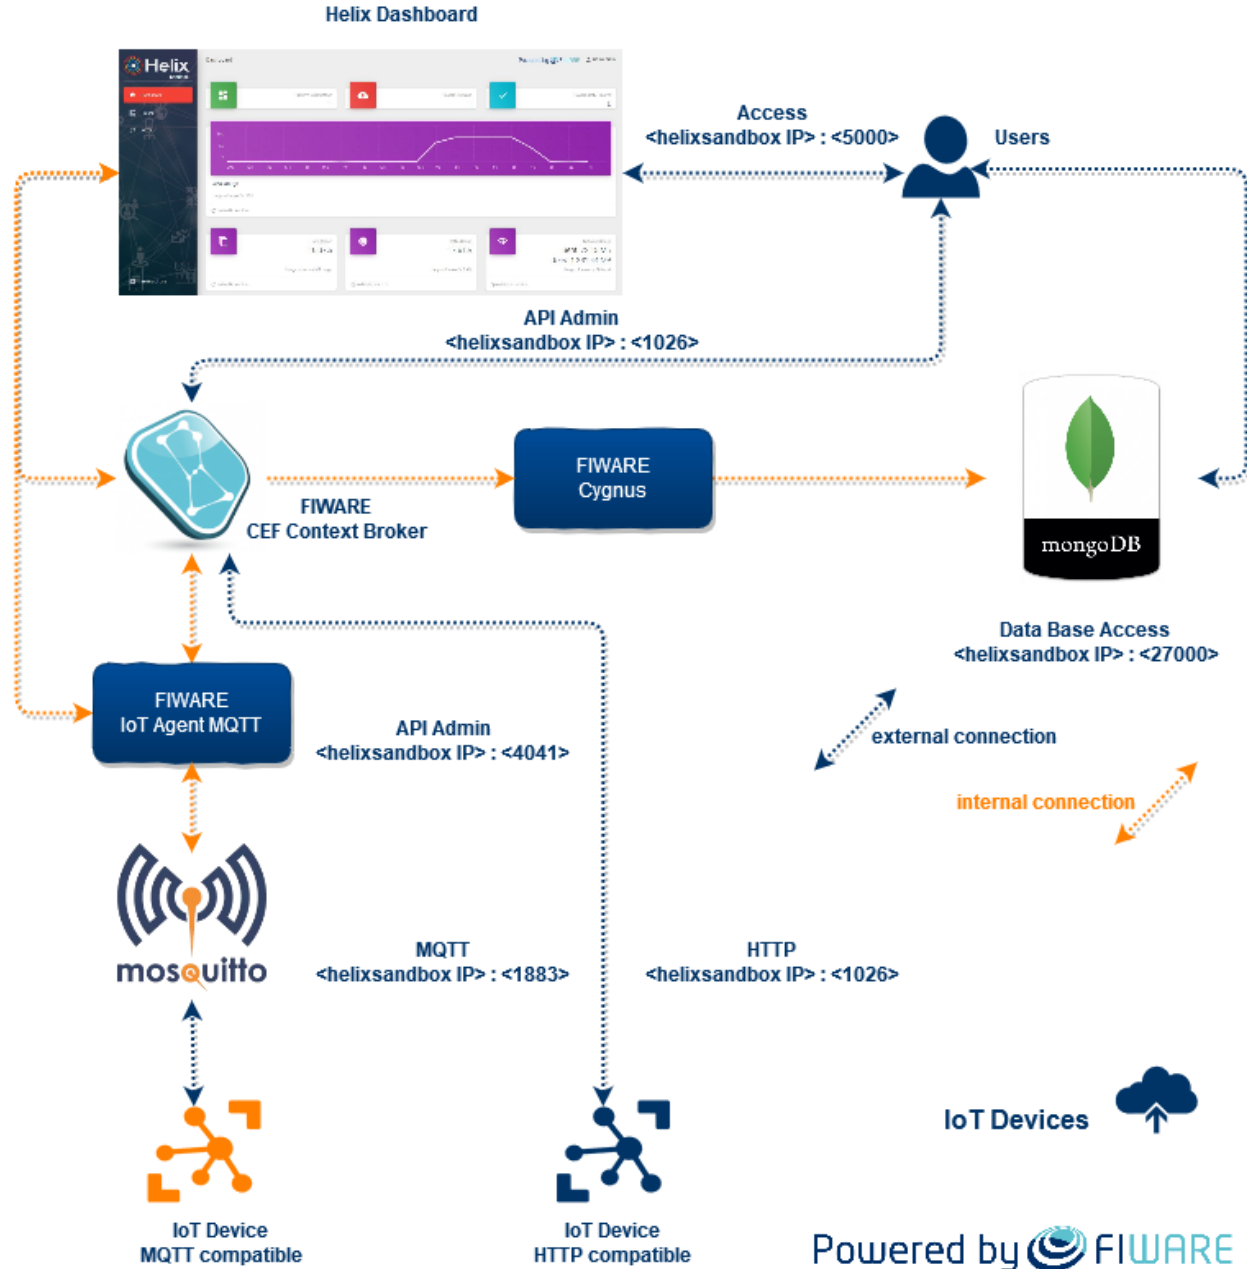 Helix Dashboard
Helix
Access
<helixsandbox IP> : <5000>
Users
API Admin
<helixsandbox IP> : <1026>
FIWARE
CEF Context Broker
FIWARE
Cygnus
mongoDB
Data Base Access
<helixsandbox IP> : <27000>
FIWARE
IoT Agent MQTT
API Admin
<helixsandbox IP> : <4041>
external connection
internal connection
mosquitto
MQTT
<helixsandbox IP> : <1883>
HTTP
<helixsandbox IP> : <1026>
IoT Devices
IoT Device
MQTT compatible
IoT Device
HTTP compatible
Powered by FIWARE